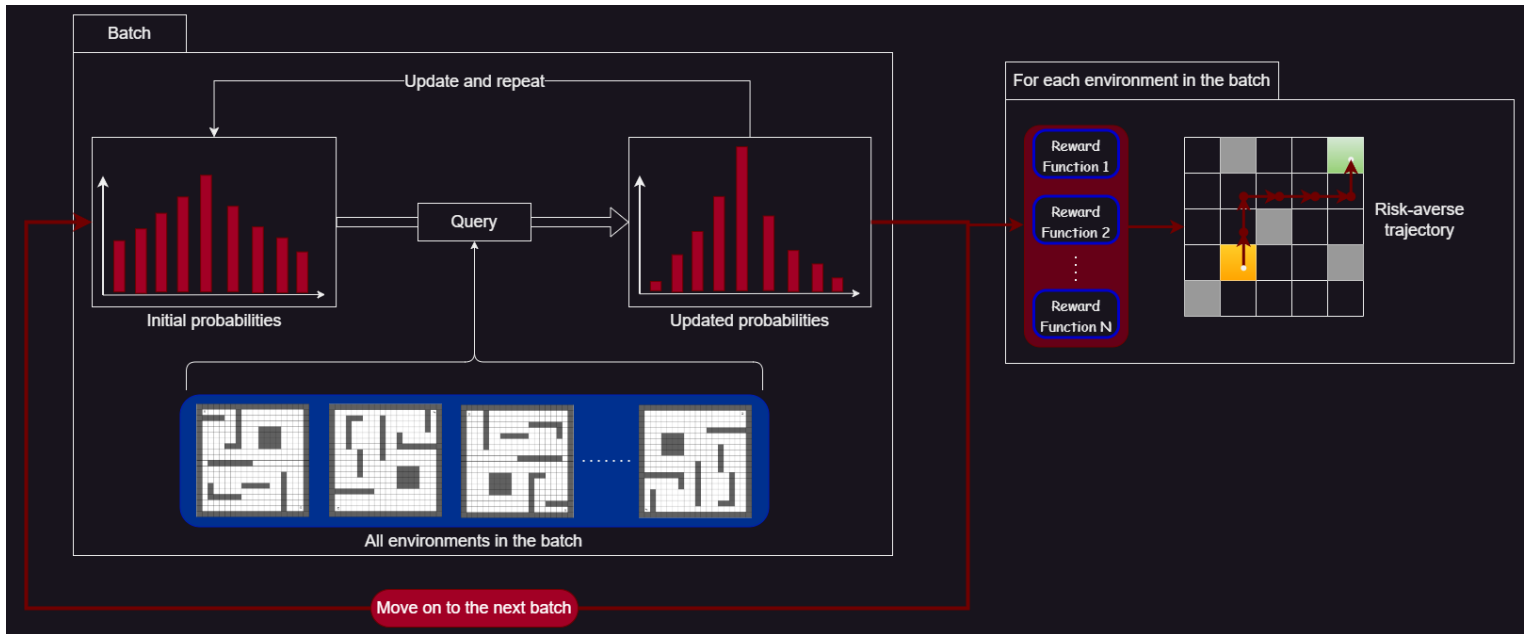 Batch
Update and repeat
Query
Initial probabilities
Updated probabilities
All environments in the batch
Move on to the next batch
For each environment in the batch
Reward
Function 1
Reward
Function 2
Reward
Function N
Risk-averse
trajectory